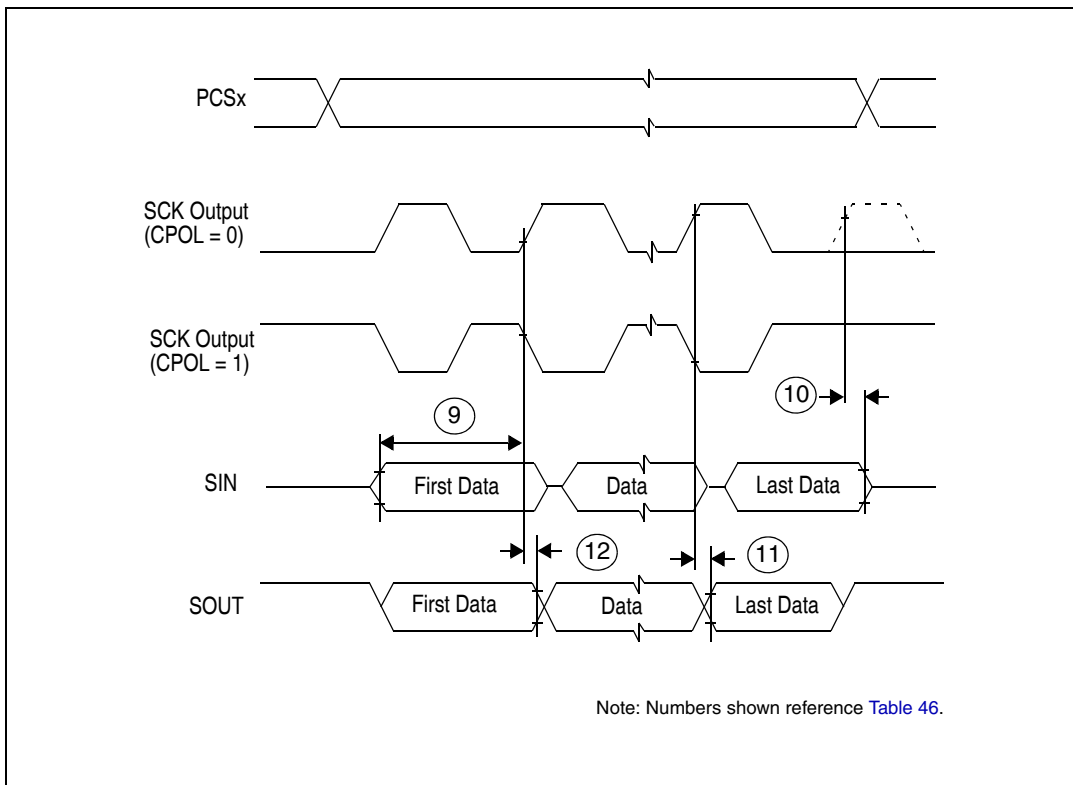 PCSx
SCK Output
(CPOL = 0)
SCK Output
(CPOL = 1)
10
9
SIN
First Data
Data
Last Data
12
11
SOUT
First Data
Data
Last Data
Note: Numbers shown reference Table 46.